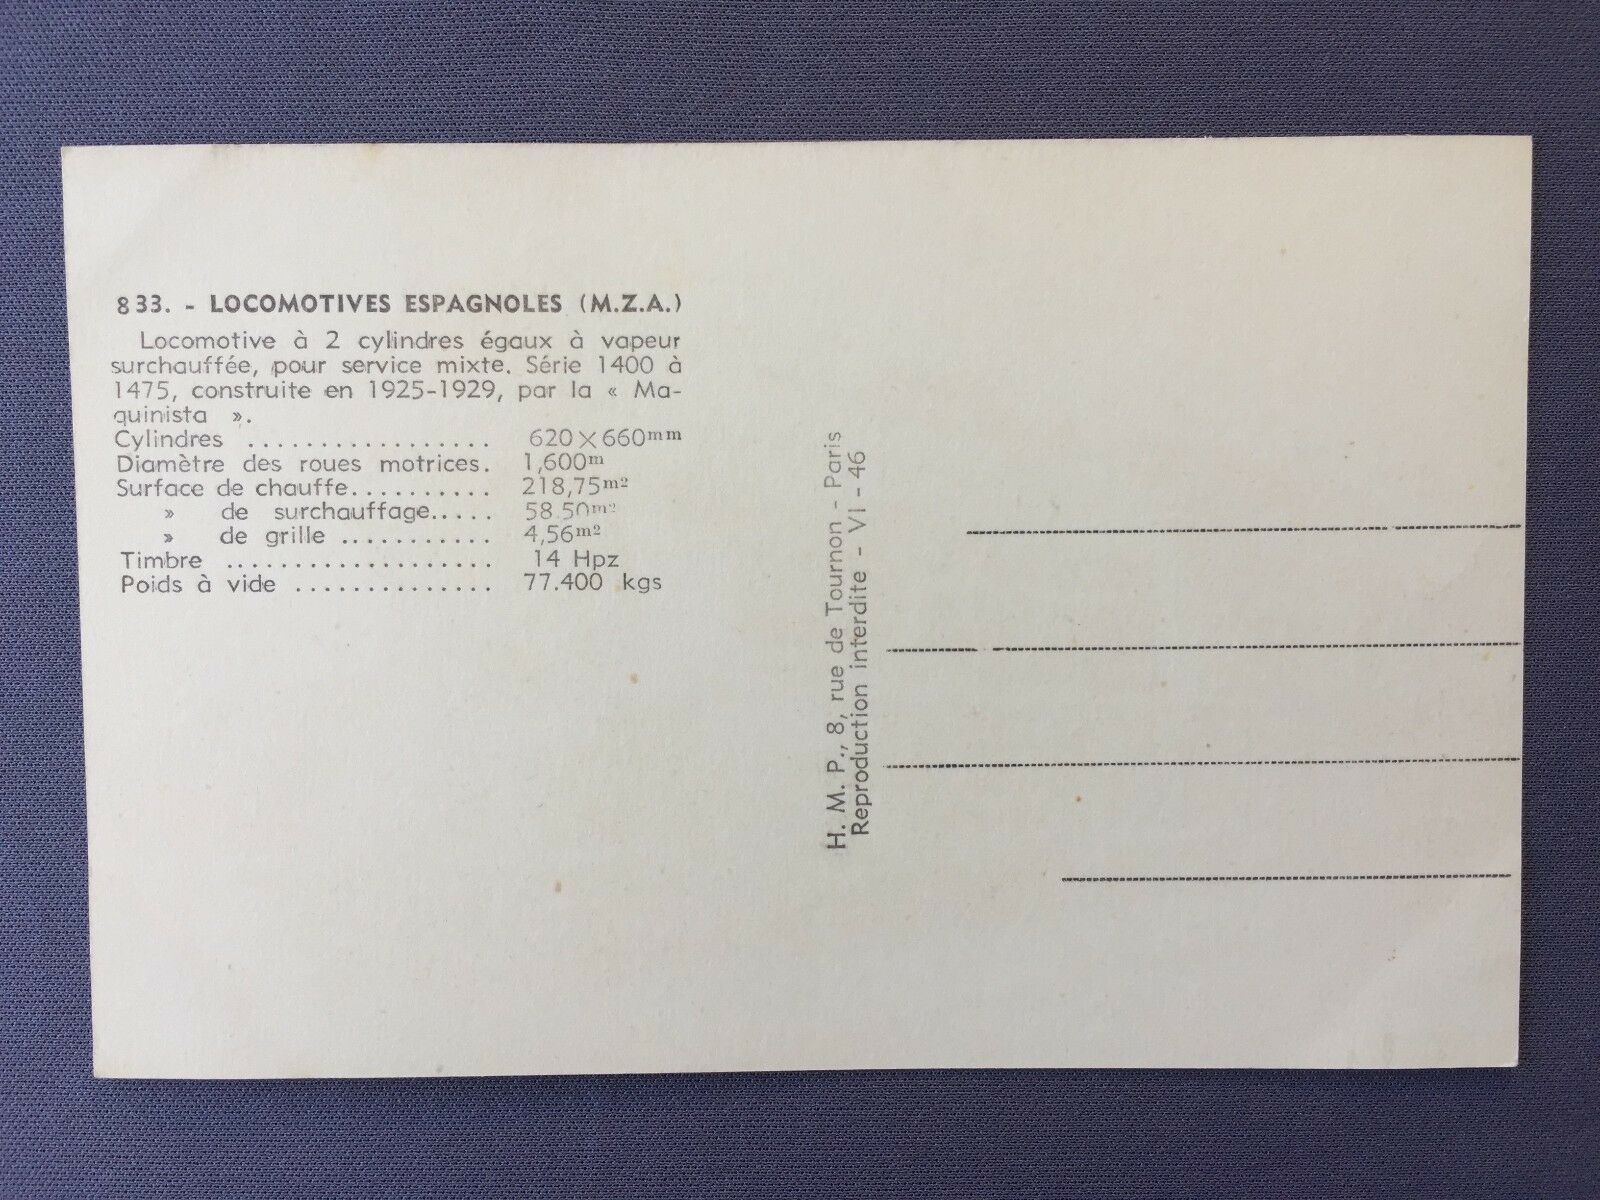 833. - LOCOMOTIVES ESPAGNOLES (M.Z.A.)
Locomotive à 2 cylindres égaux à vapeur
surchauffée, pour service mixte. Série 1400 à
1475, construite en 1925-1929, par la « Ma-
quinista ».
Cylindres ................. 620×660mm
Diamètre des roues motrices. 1,600m
Surface de chauffe.......... 218,75m²
» de surchauffage..... 58.50m²
» de grille ........... 4,56m²
Timbre ................... 14 Hpz
Poids à vide .............. 77.400 kgs
H. M. P., 8, rue de Tournon - Paris
Reproduction interdite - VI - 46